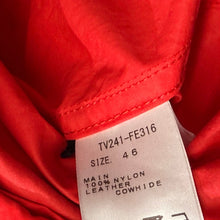 TV241-FE316
SIZE. 46
MAIN
100% NYLON
LEATHER COWHIDE